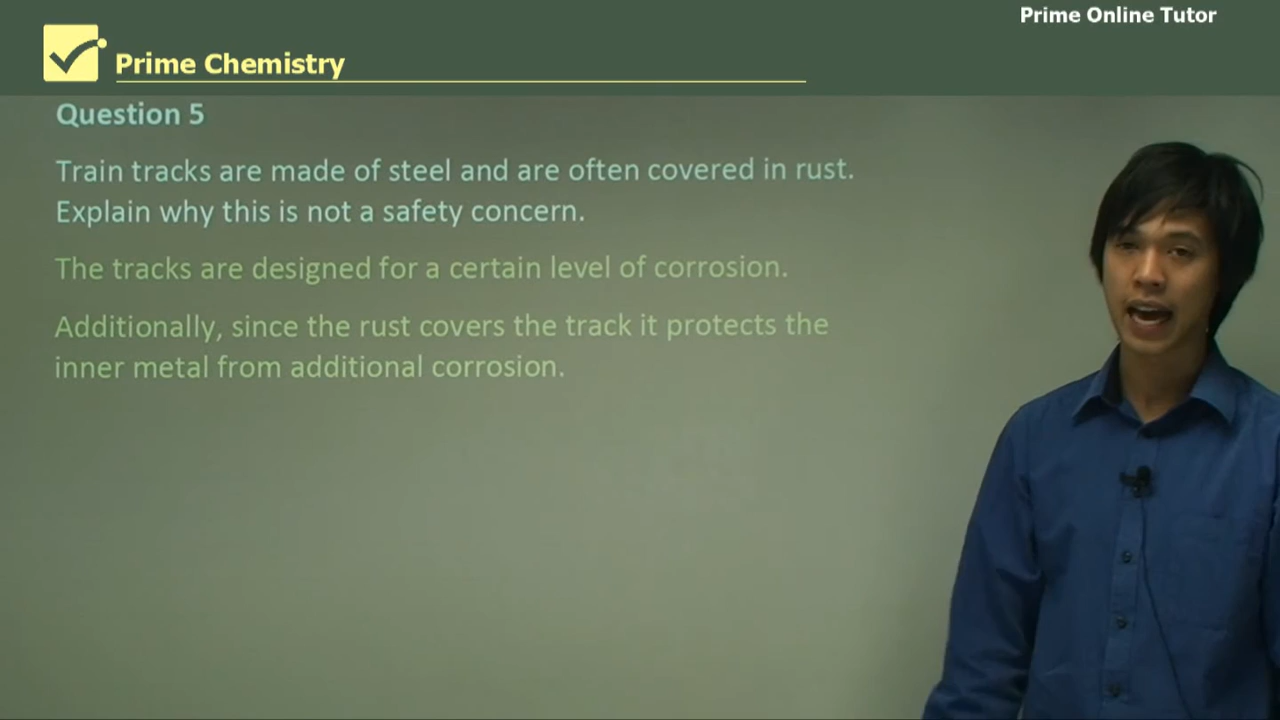 Prime Online Tutor
Prime Chemistry
Question 5
Train tracks are made of steel and are often covered in rust.
Explain why this is not a safety concern.
The tracks are designed for a certain level of corrosion.
Additionally, since the rust covers the track it protects the
inner metal from additional corrosion.